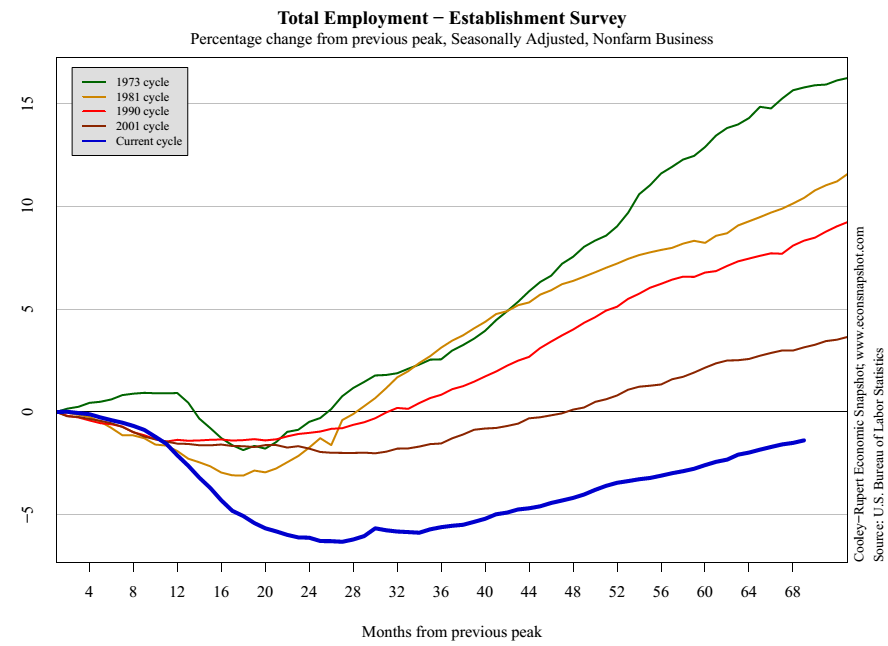 Total Employment − Establishment Survey
Percentage change from previous peak, Seasonally Adjusted, Nonfarm Business
1973 cycle
1981 cycle
1990 cycle
2001 cycle
Current cycle
15
10
5
0
−5
4 8 12 16 20 24 28 32 36 40 44 48 52 56 60 64 68
Months from previous peak
Cooley−Rupert Economic Snapshot; www.econsnapshot.com
Source: U.S. Bureau of Labor Statistics